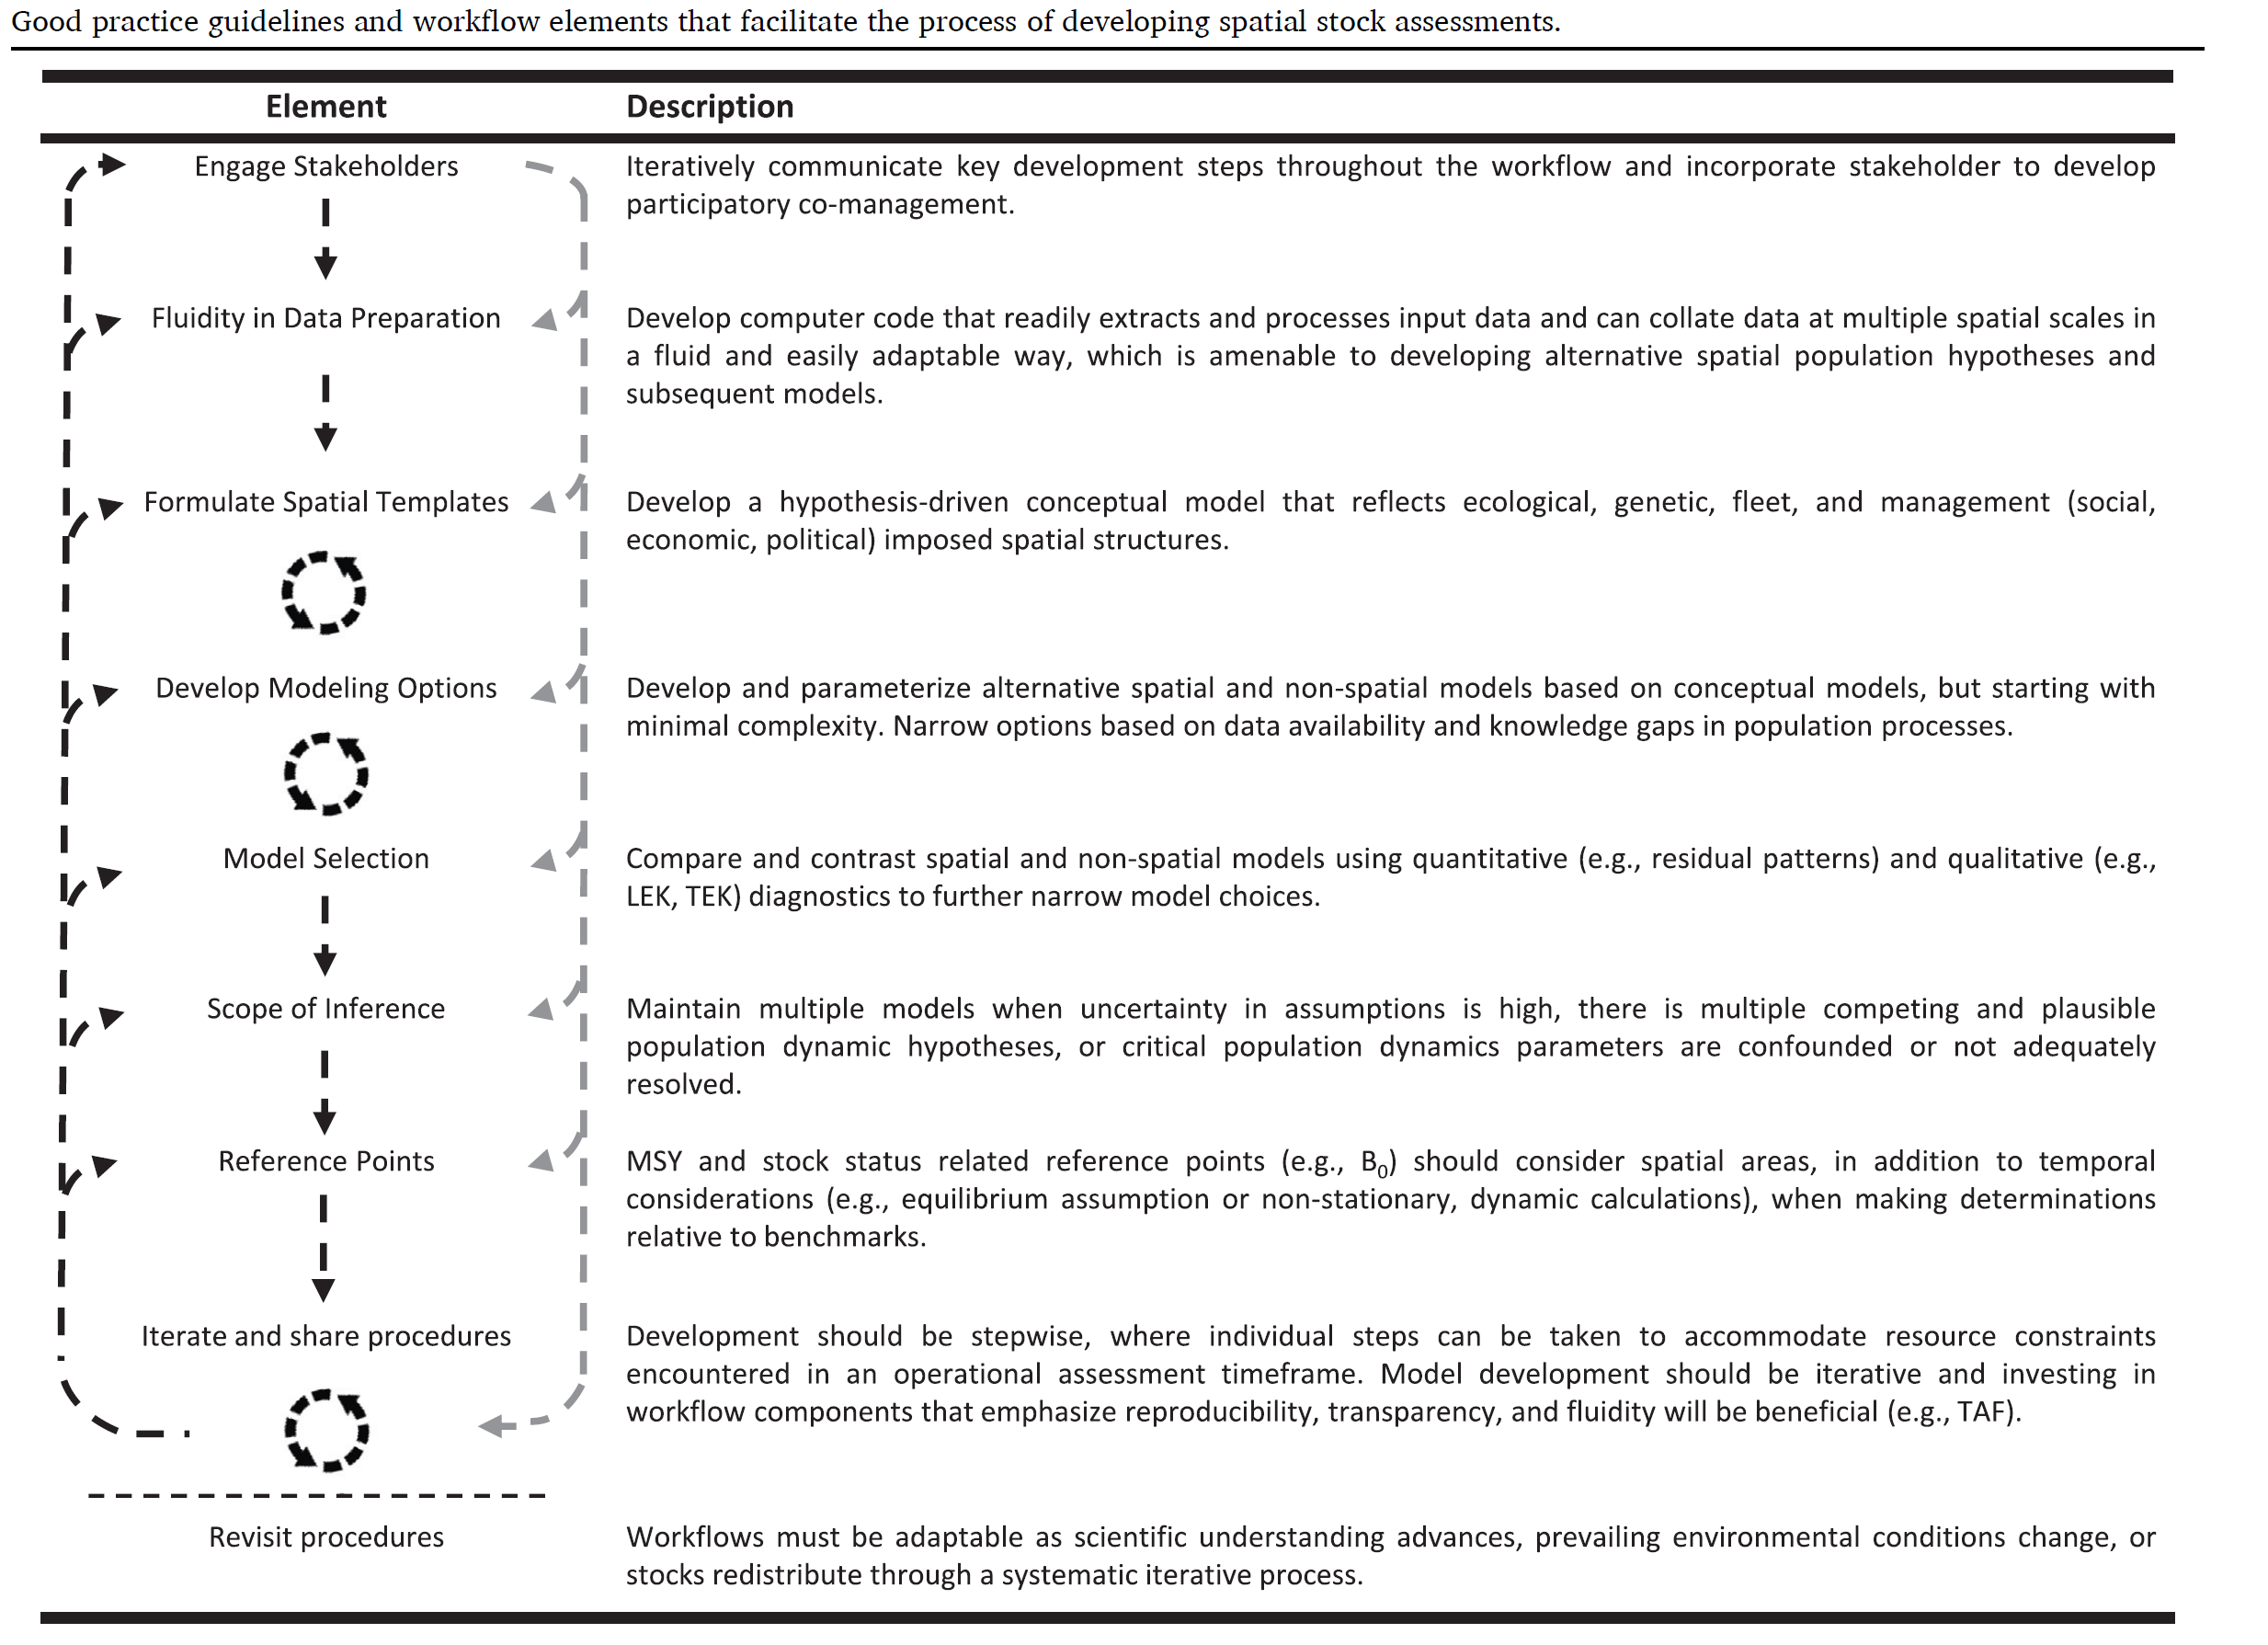 Good practice guidelines and workflow elements that facilitate the process of developing spatial stock assessments.
Element
Description
Engage Stakeholders
Iteratively communicate key development steps throughout the workflow and incorporate stakeholder to develop
participatory co-management.
Fluidity in Data Preparation
Develop computer code that readily extracts and processes input data and can collate data at multiple spatial scales in
a fluid and easily adaptable way, which is amenable to developing alternative spatial population hypotheses and
subsequent models.
Formulate Spatial Templates
Develop a hypothesis-driven conceptual model that reflects ecological, genetic, fleet, and management (social,
economic, political) imposed spatial structures.
Develop Modeling Options
Develop and parameterize alternative spatial and non-spatial models based on conceptual models, but starting with
minimal complexity. Narrow options based on data availability and knowledge gaps in population processes.
Model Selection
Compare and contrast spatial and non-spatial models using quantitative (e.g., residual patterns) and qualitative (e.g.,
LEK, TEK) diagnostics to further narrow model choices.
Scope of Inference
Maintain multiple models when uncertainty in assumptions is high, there is multiple competing and plausible
population dynamic hypotheses, or critical population dynamics parameters are confounded or not adequately
resolved.
Reference Points
MSY and stock status related reference points (e.g., B₀) should consider spatial areas, in addition to temporal
considerations (e.g., equilibrium assumption or non-stationary, dynamic calculations), when making determinations
relative to benchmarks.
Iterate and share procedures
Development should be stepwise, where individual steps can be taken to accommodate resource constraints
encountered in an operational assessment timeframe. Model development should be iterative and investing in
workflow components that emphasize reproducibility, transparency, and fluidity will be beneficial (e.g., TAF).
Revisit procedures
Workflows must be adaptable as scientific understanding advances, prevailing environmental conditions change, or
stocks redistribute through a systematic iterative process.